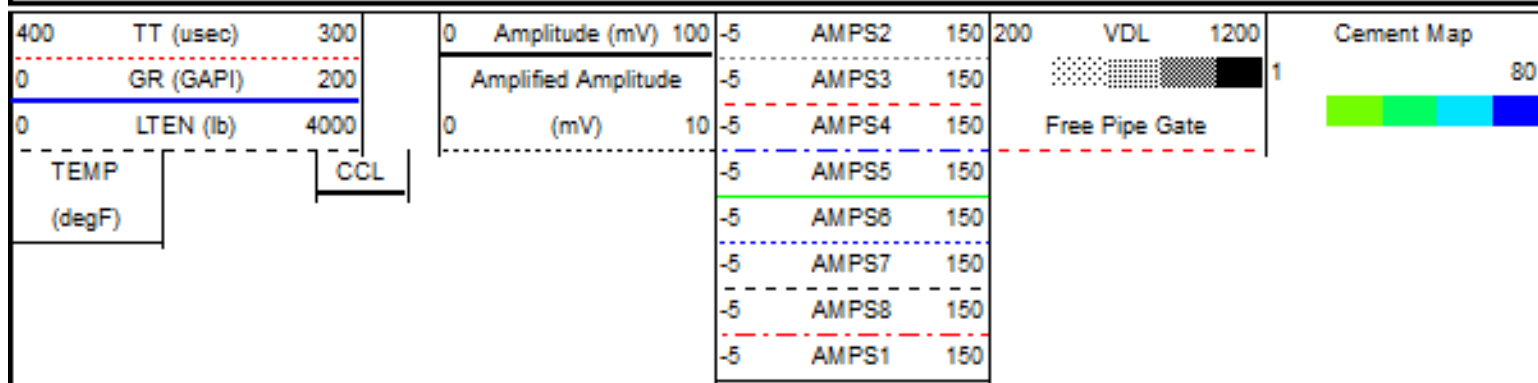 400 TT (usec) 300 0 Amplitude (mV) 100 -5 AMPS2 150 200 VDL 1200 Cement Map
0 GR (GAPI) 200 Amplified Amplitude -5 AMPS3 150 1 80
0 LTEN (lb) 4000 0 (mV) 10 -5 AMPS4 150 Free Pipe Gate
TEMP CCL -5 AMPS5 150
(degF) -5 AMPS6 150
-5 AMPS7 150
-5 AMPS8 150
-5 AMPS1 150